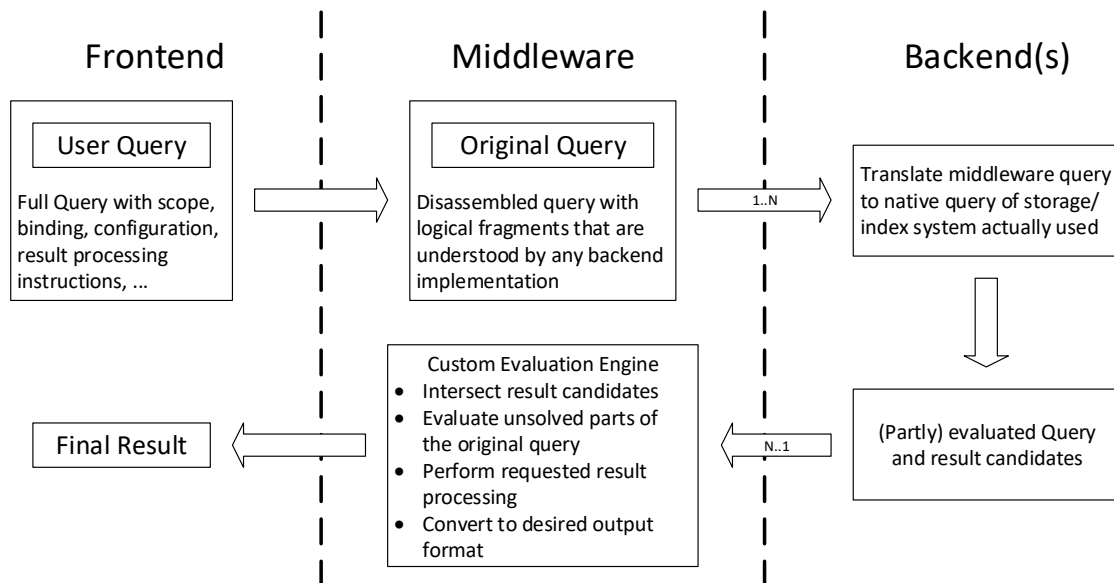 Frontend
Middleware
Backend(s)
User Query
Full Query with scope,
binding, configuration,
result processing
instructions, ...
Original Query
Disassembled query with
logical fragments that are
understood by any backend
implementation
1..N
Translate middleware query
to native query of storage/
index system actually used
Final Result
Custom Evaluation Engine
• Intersect result candidates
• Evaluate unsolved parts of
the original query
• Perform requested result
processing
• Convert to desired output
format
N..1
(Partly) evaluated Query
and result candidates